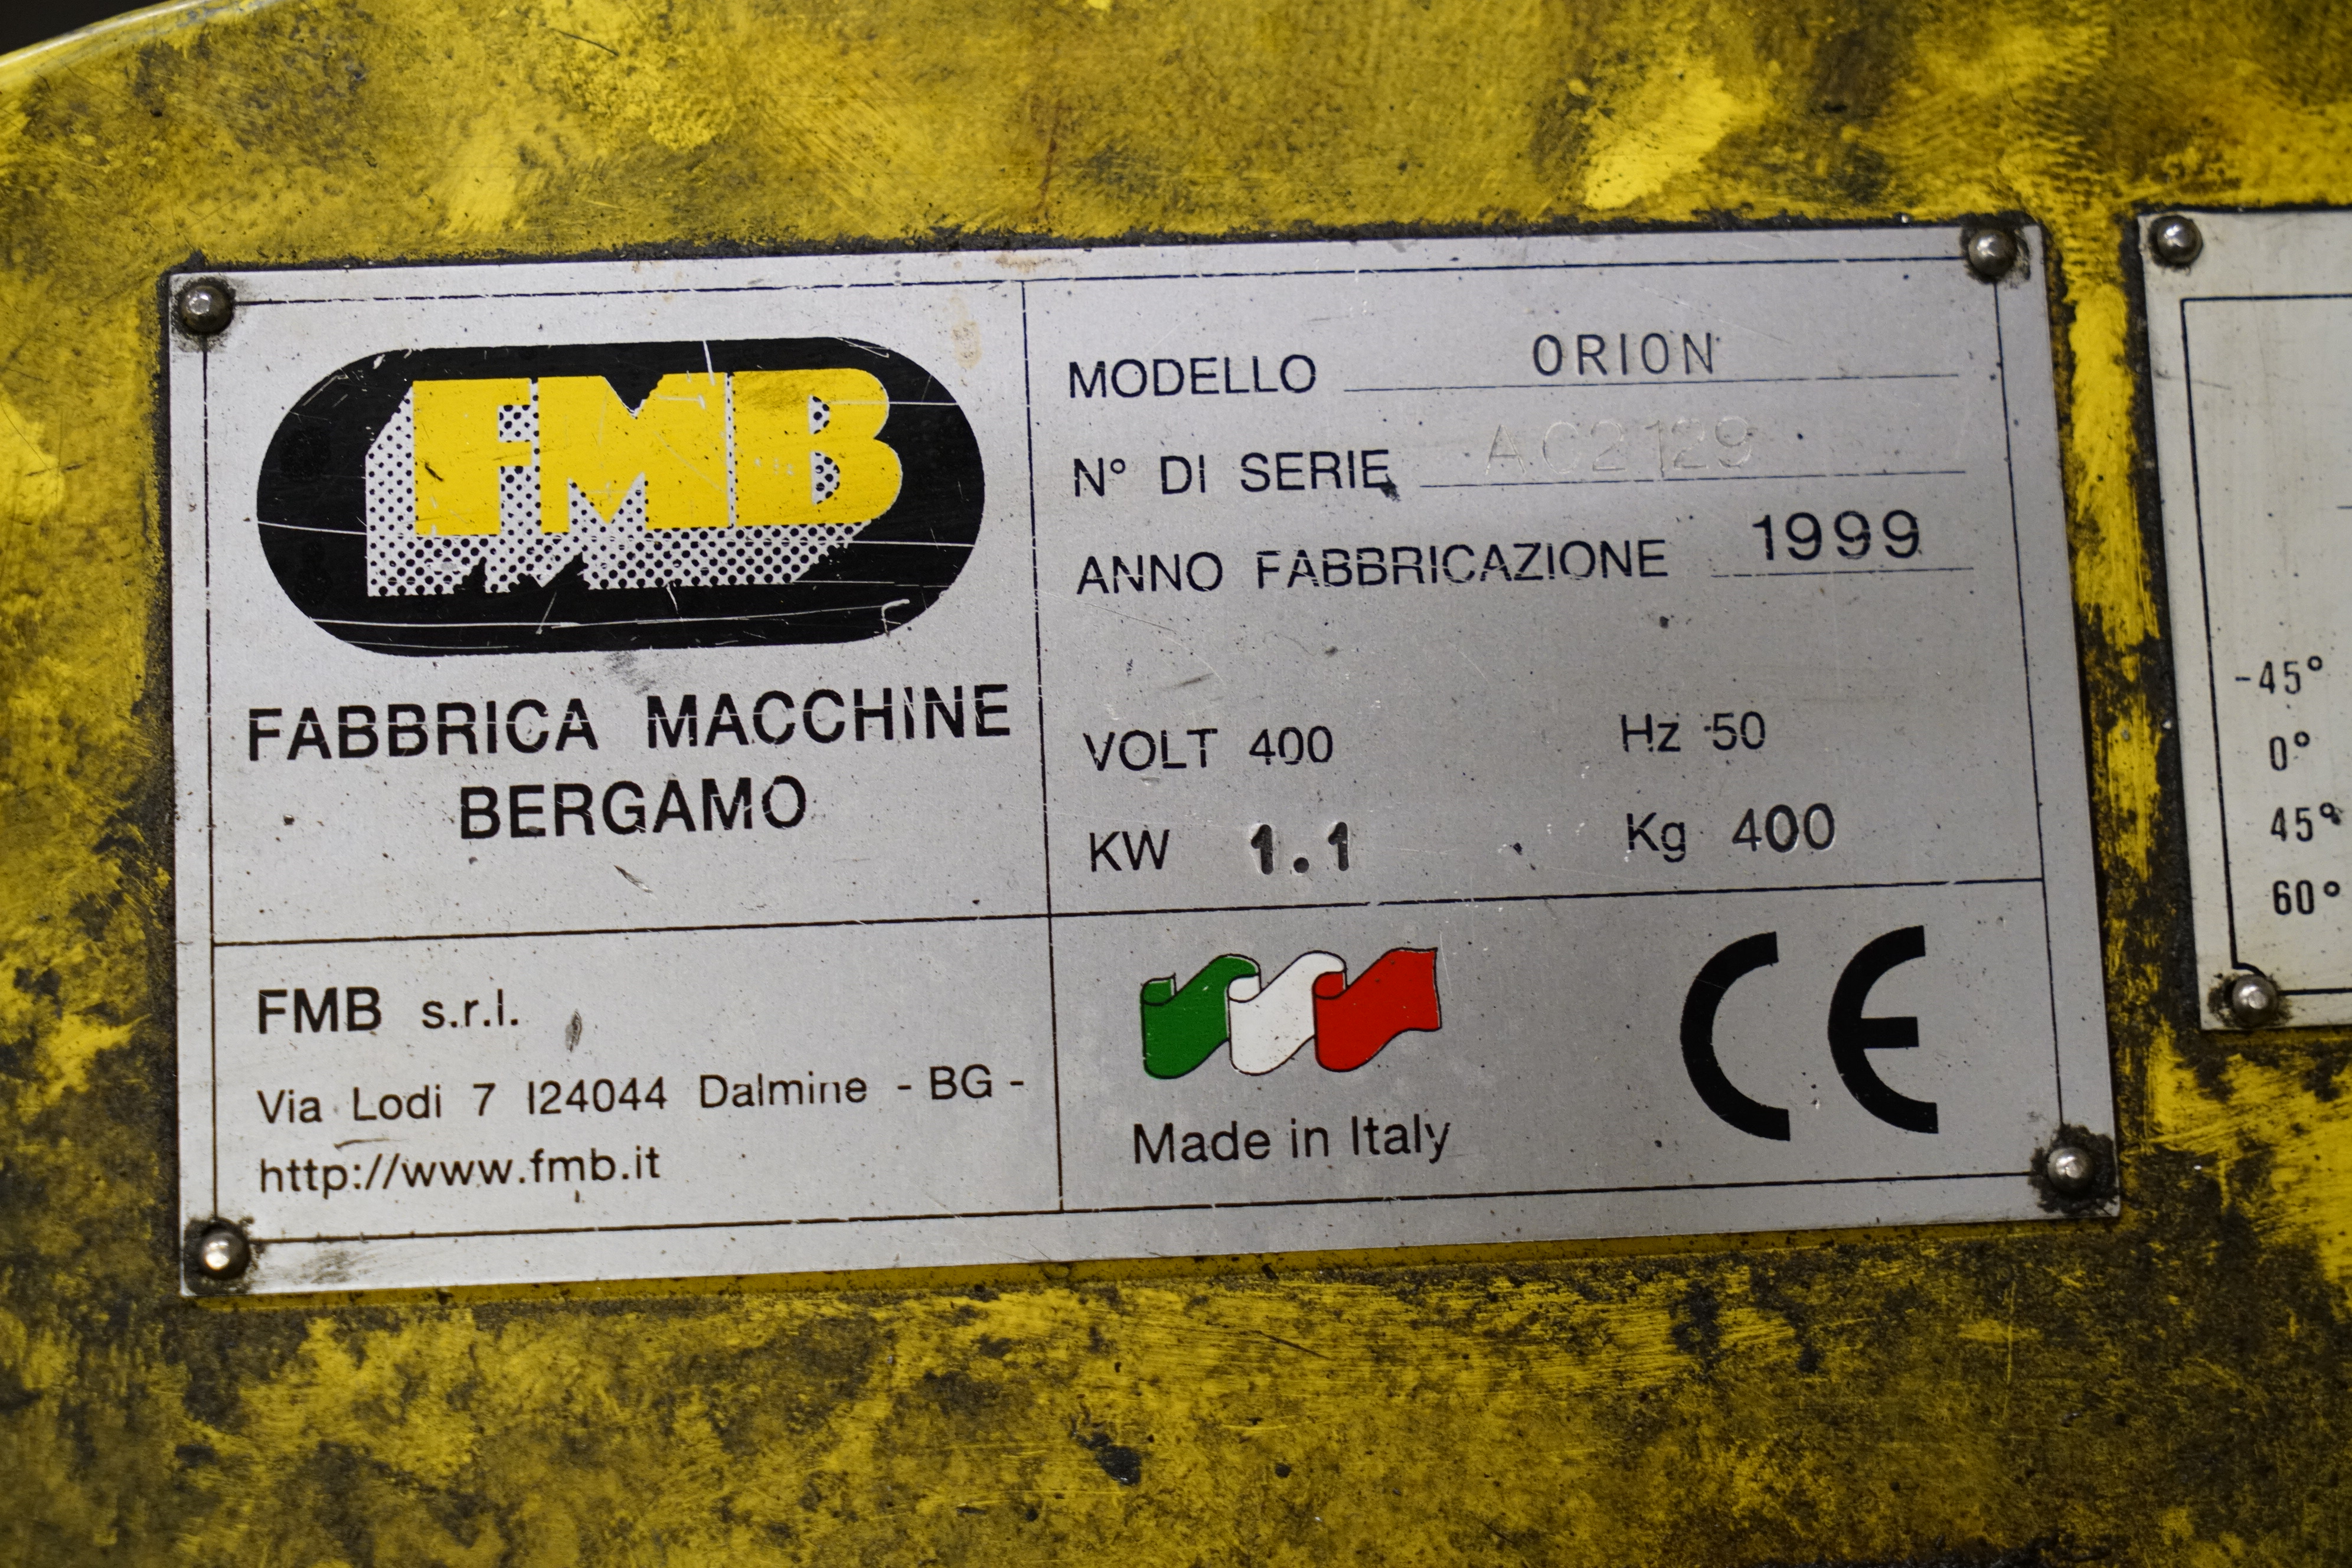 FMB
FABBRICA MACCHINE
BERGAMO
FMB s.r.l.
Via Lodi 7 I24044 Dalmine - BG -
http://www.fmb.it
MODELLO ORION
N° DI SERIE AC2129
ANNO FABBRICAZIONE 1999
VOLT 400 Hz 50
KW 1.1 Kg 400
Made in Italy
CE
-45°
0°
45°
60°